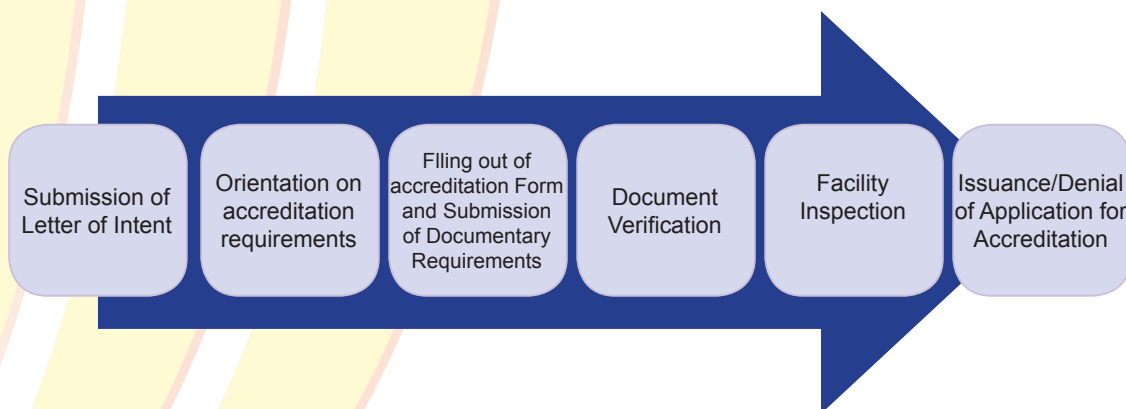 Submission of
Letter of Intent
Orientation on
accreditation
requirements
FIling out of
accreditation Form
and Submission
of Documentary
Requirements
Document
Verification
Facility
Inspection
Issuance/Denial
of Application for
Accreditation